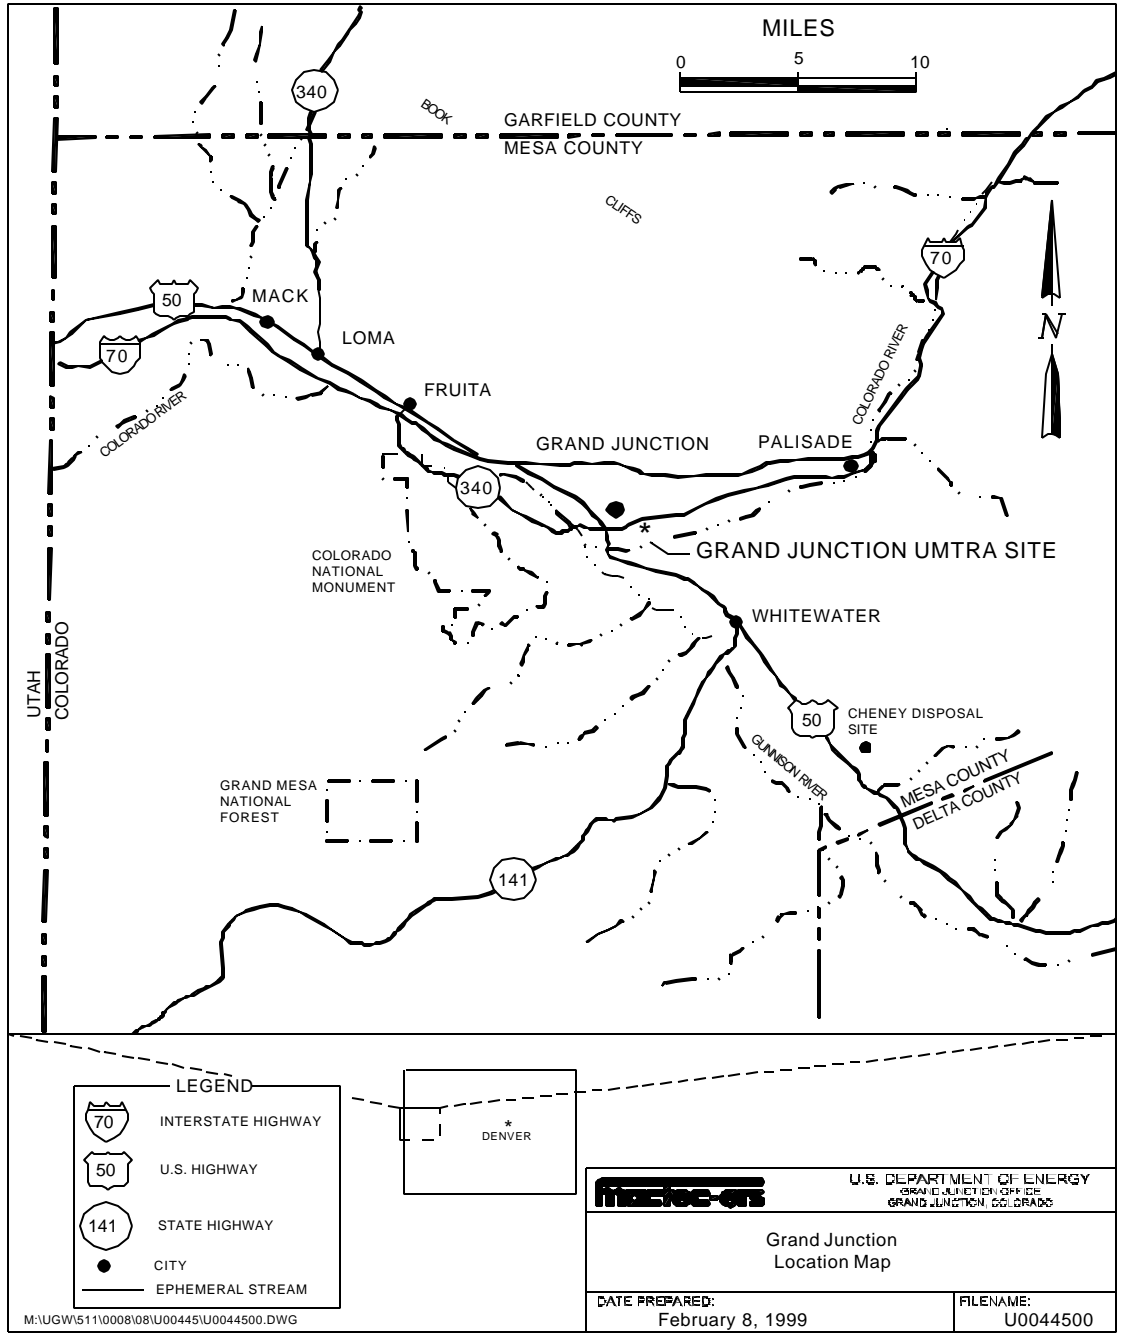 MILES
0 5 10
340
BOOK
GARFIELD COUNTY
MESA COUNTY
CLIFFS
70
50
MACK
N
LOMA
70
COLORADO RIVER
FRUITA
COLORADO RIVER
GRAND JUNCTION
PALISADE
340
*
GRAND JUNCTION UMTRA SITE
COLORADO
NATIONAL
MONUMENT
WHITEWATER
UTAH
COLORADO
50
CHENEY DISPOSAL
SITE
GUNNISON RIVER
MESA COUNTY
DELTA COUNTY
GRAND MESA
NATIONAL
FOREST
141
LEGEND
70 INTERSTATE HIGHWAY
50 U.S. HIGHWAY
141 STATE HIGHWAY
CITY
EPHEMERAL STREAM
*
DENVER
M:\UGW\511\0008\08\U00445\U0044500.DWG
mactec-ers
U.S. DEPARTMENT OF ENERGY
GRAND JUNCTION OFFICE
GRAND JUNCTION, COLORADO
Grand Junction
Location Map
DATE PREPARED:
February 8, 1999
FILENAME:
U0044500